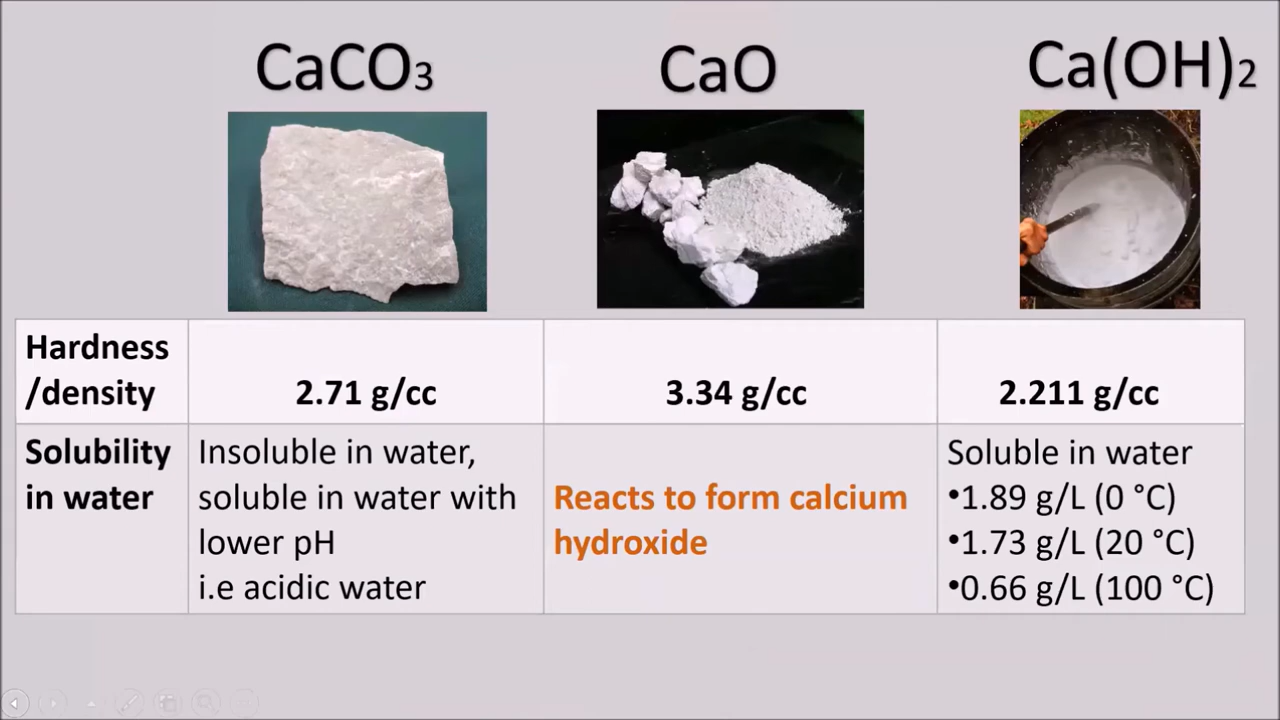 CaCO3
CaO
Ca(OH)2
Hardness
/density
2.71 g/cc
3.34 g/cc
2.211 g/cc
Solubility
in water
Insoluble in water,
soluble in water with
lower pH
i.e acidic water
Reacts to form calcium
hydroxide
Soluble in water
•1.89 g/L (0 °C)
•1.73 g/L (20 °C)
•0.66 g/L (100 °C)